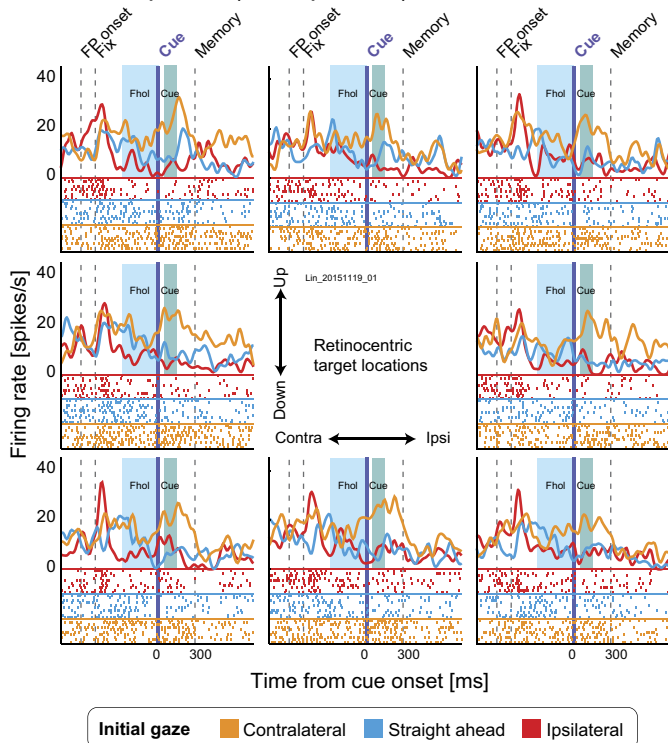 FP onset Fix Cue Memory FP onset Fix Cue Memory FP onset Fix Cue Memory
40 Fhol Cue Fhol Cue Fhol Cue
20
0
40 Fhol Cue Up Lin_20151119_01 Fhol Cue
20 Retinocentric
target locations
0 Down
Contra Ipsi
40 Fhol Cue Fhol Cue Fhol Cue
20
0
Firing rate [spikes/s]
0 300 0 300 0 300
Time from cue onset [ms]
Initial gaze Contralateral Straight ahead Ipsilateral